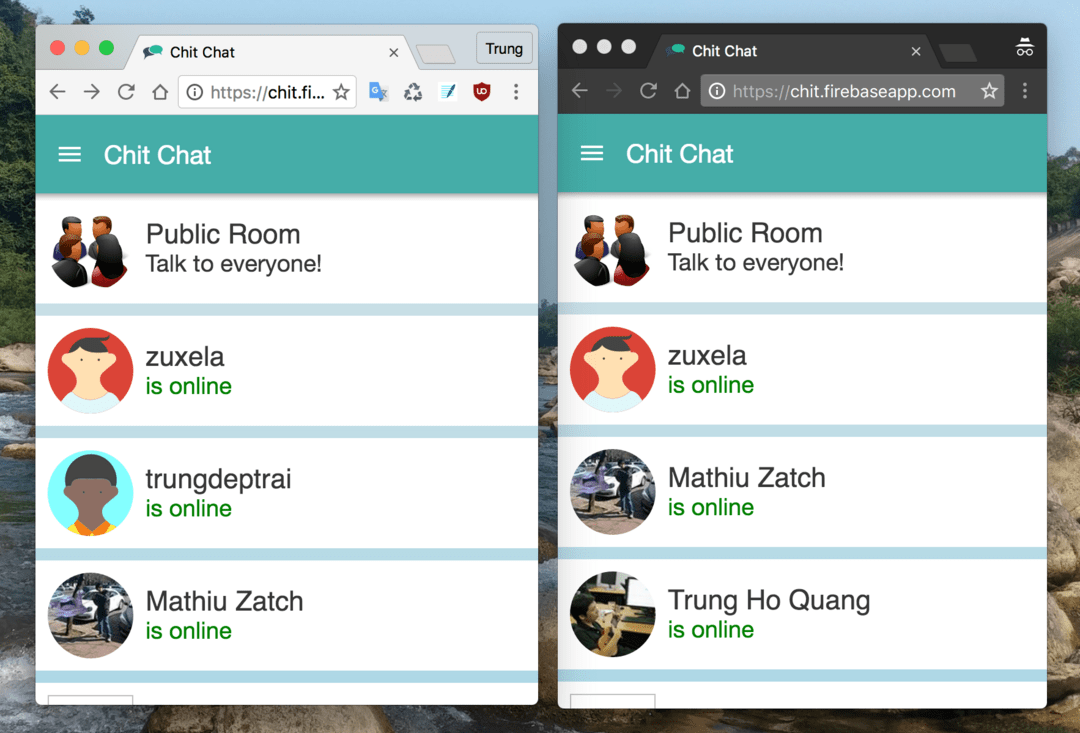 Chit Chat
Trung
https://chit.fi...
Chit Chat
Public Room
Talk to everyone!
zuxela
is online
trungdeptrai
is online
Mathiu Zatch
is online
Chit Chat
https://chit.firebaseapp.com
Chit Chat
Public Room
Talk to everyone!
zuxela
is online
Mathiu Zatch
is online
Trung Ho Quang
is online